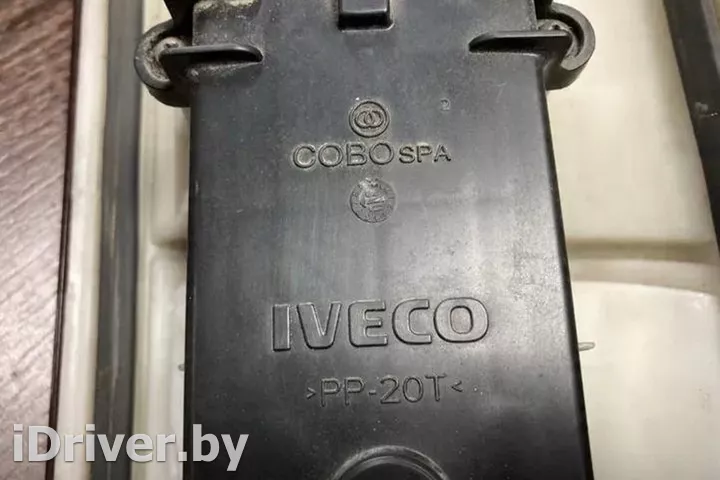 COBO SPA
IVECO
>PP-20T<
iDriver.by